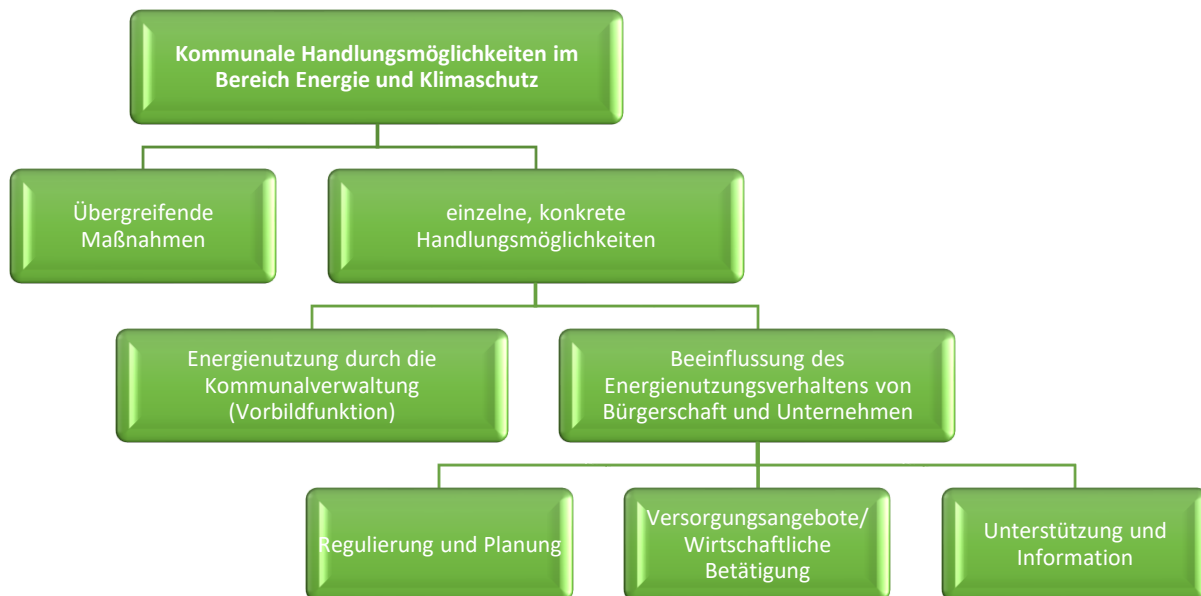 Kommunale Handlungsmöglichkeiten im
Bereich Energie und Klimaschutz
Übergreifende
Maßnahmen
einzelne, konkrete
Handlungsmöglichkeiten
Energienutzung durch die
Kommunalverwaltung
(Vorbildfunktion)
Beeinflussung des
Energienutzungsverhaltens von
Bürgerschaft und Unternehmen
Regulierung und Planung
Versorgungsangebote/
Wirtschaftliche
Betätigung
Unterstützung und
Information